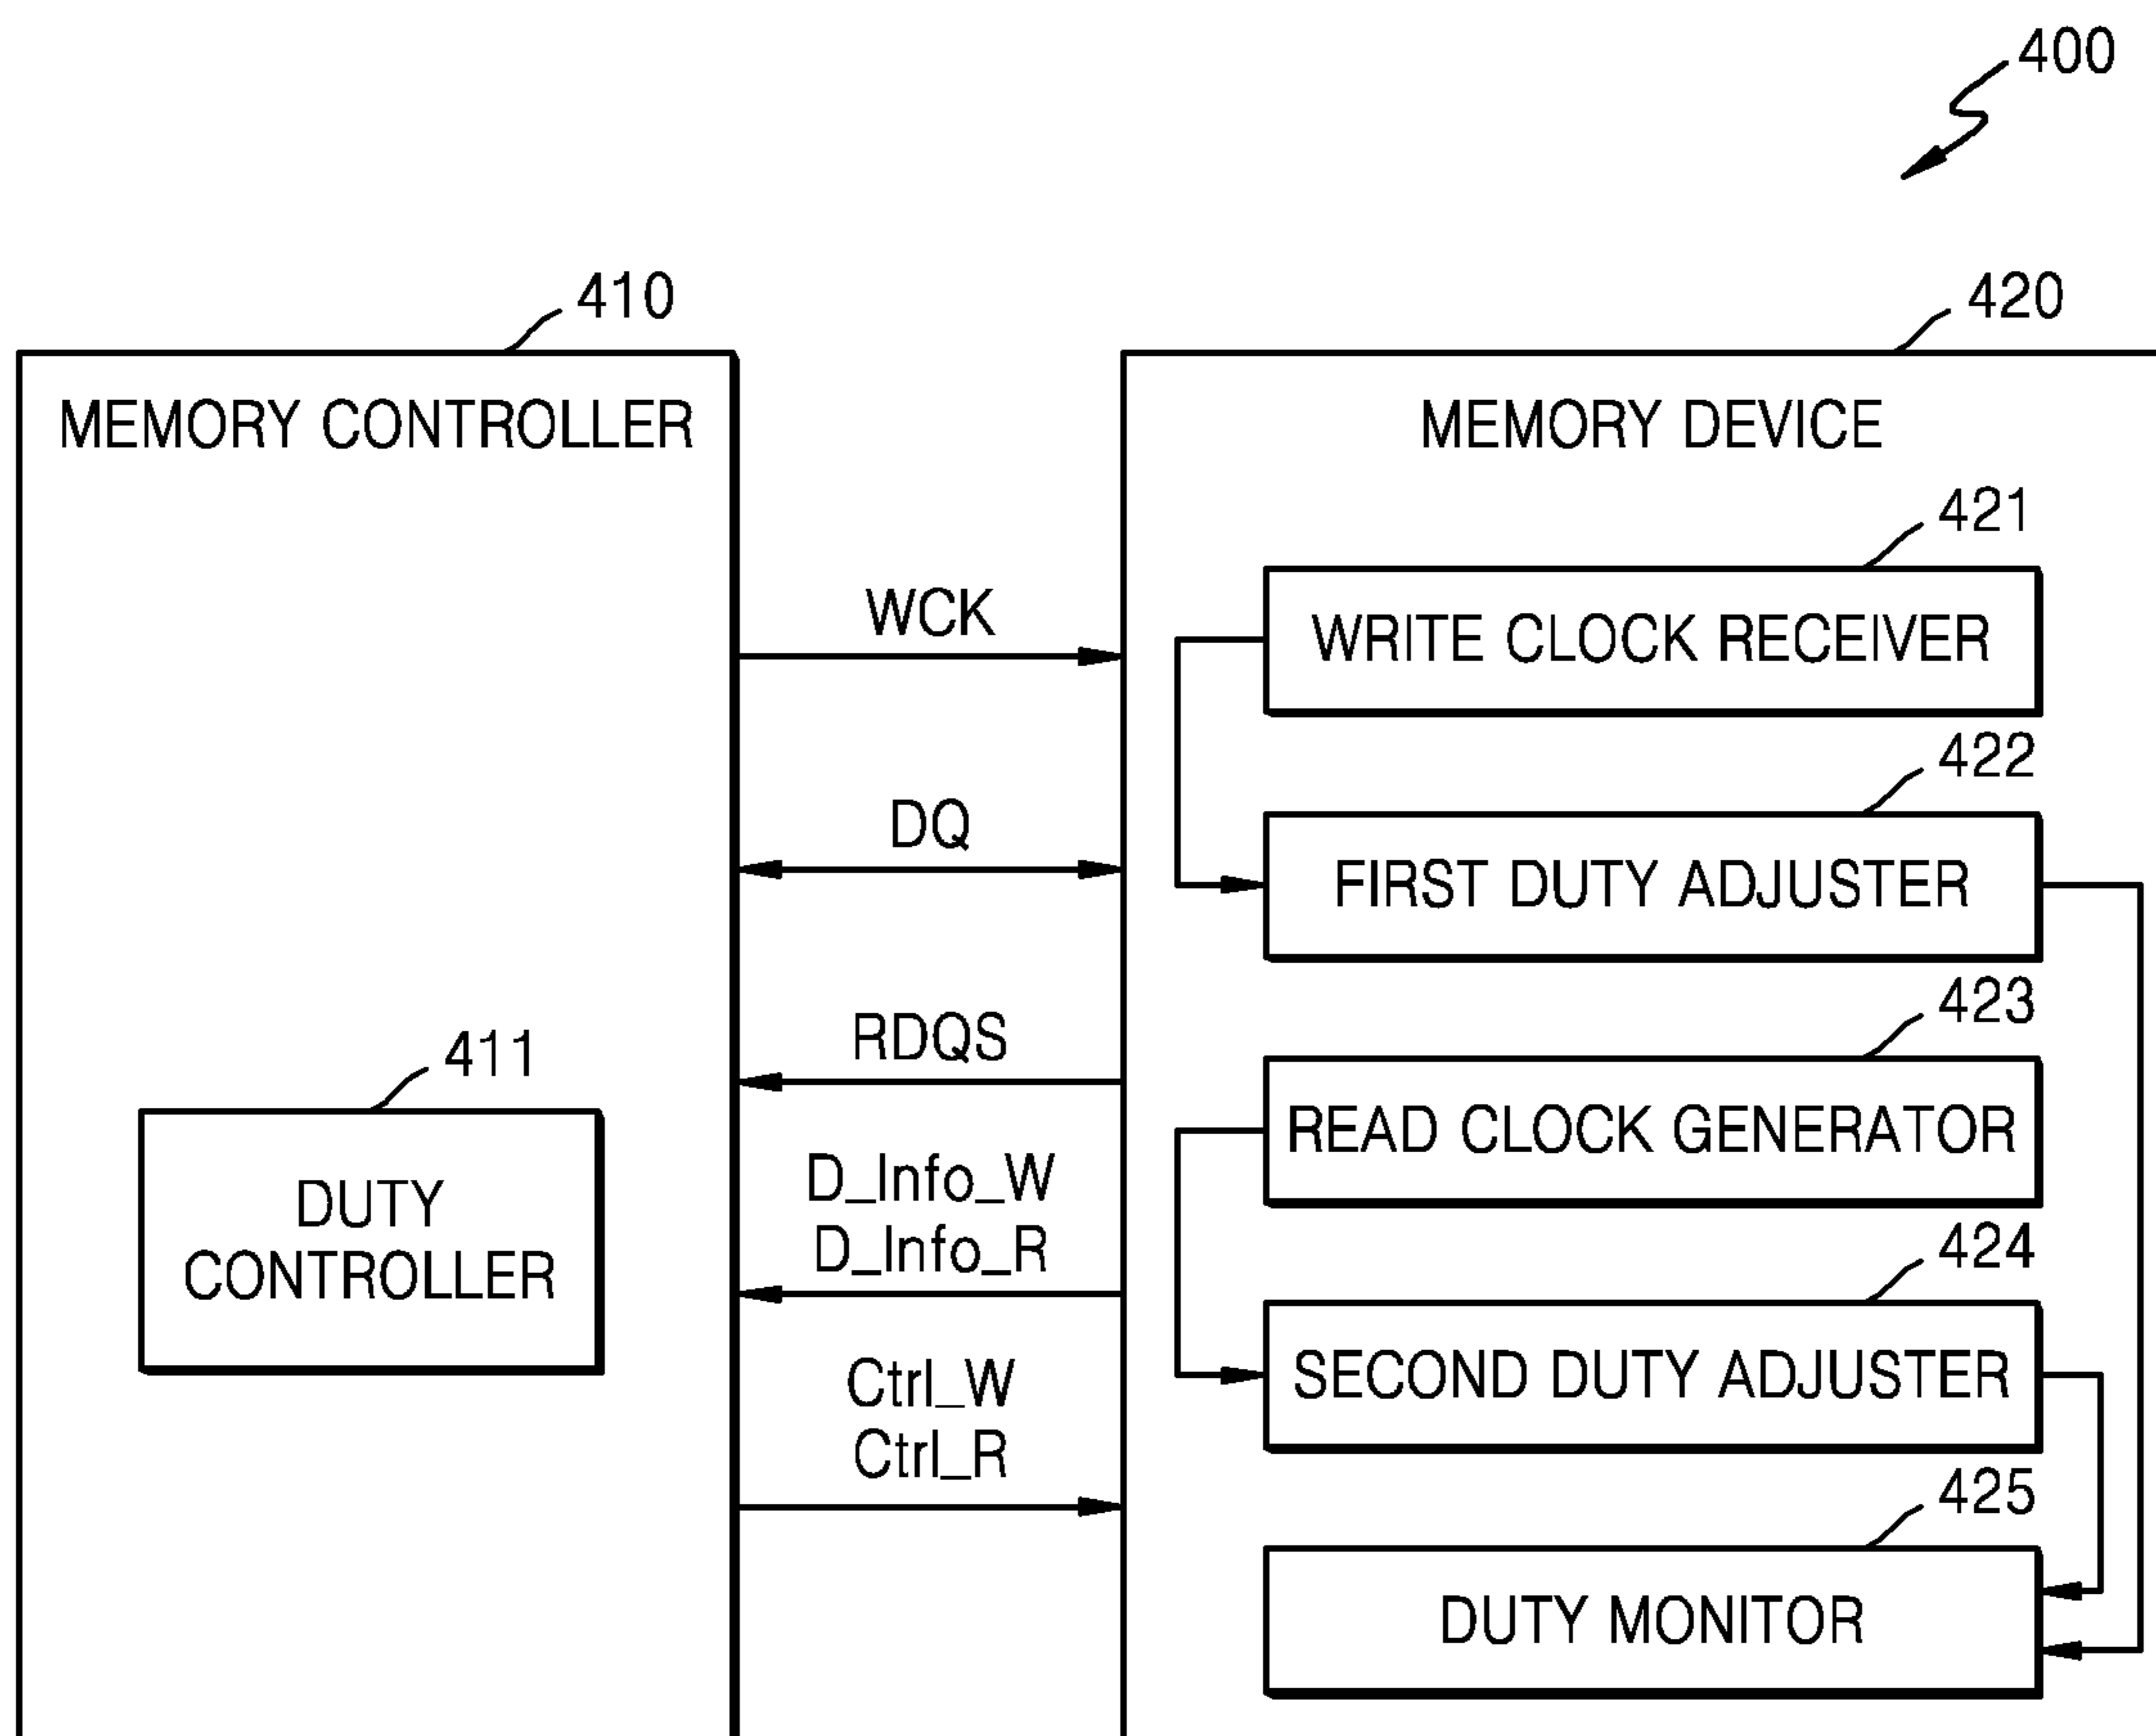 400
410
420
MEMORY CONTROLLER
MEMORY DEVICE
421
WCK
WRITE CLOCK RECEIVER
422
DQ
FIRST DUTY ADJUSTER
423
RDQS
READ CLOCK GENERATOR
411
DUTY
CONTROLLER
D_Info_W
D_Info_R
424
SECOND DUTY ADJUSTER
Ctrl_W
Ctrl_R
425
DUTY MONITOR